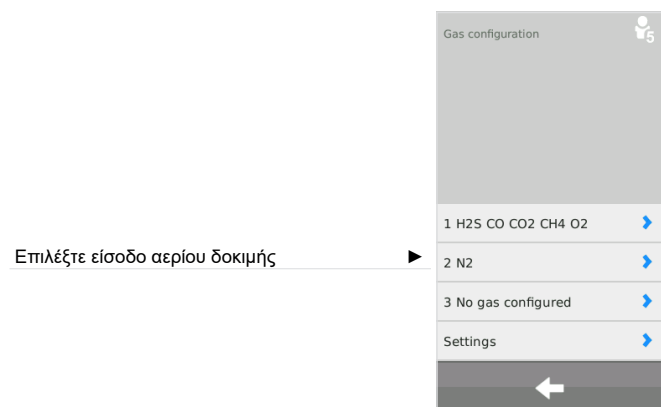 Gas configuration
5
1 H2S CO CO2 CH4 O2
Επιλέξτε είσοδο αερίου δοκιμής
2 N2
3 No gas configured
Settings